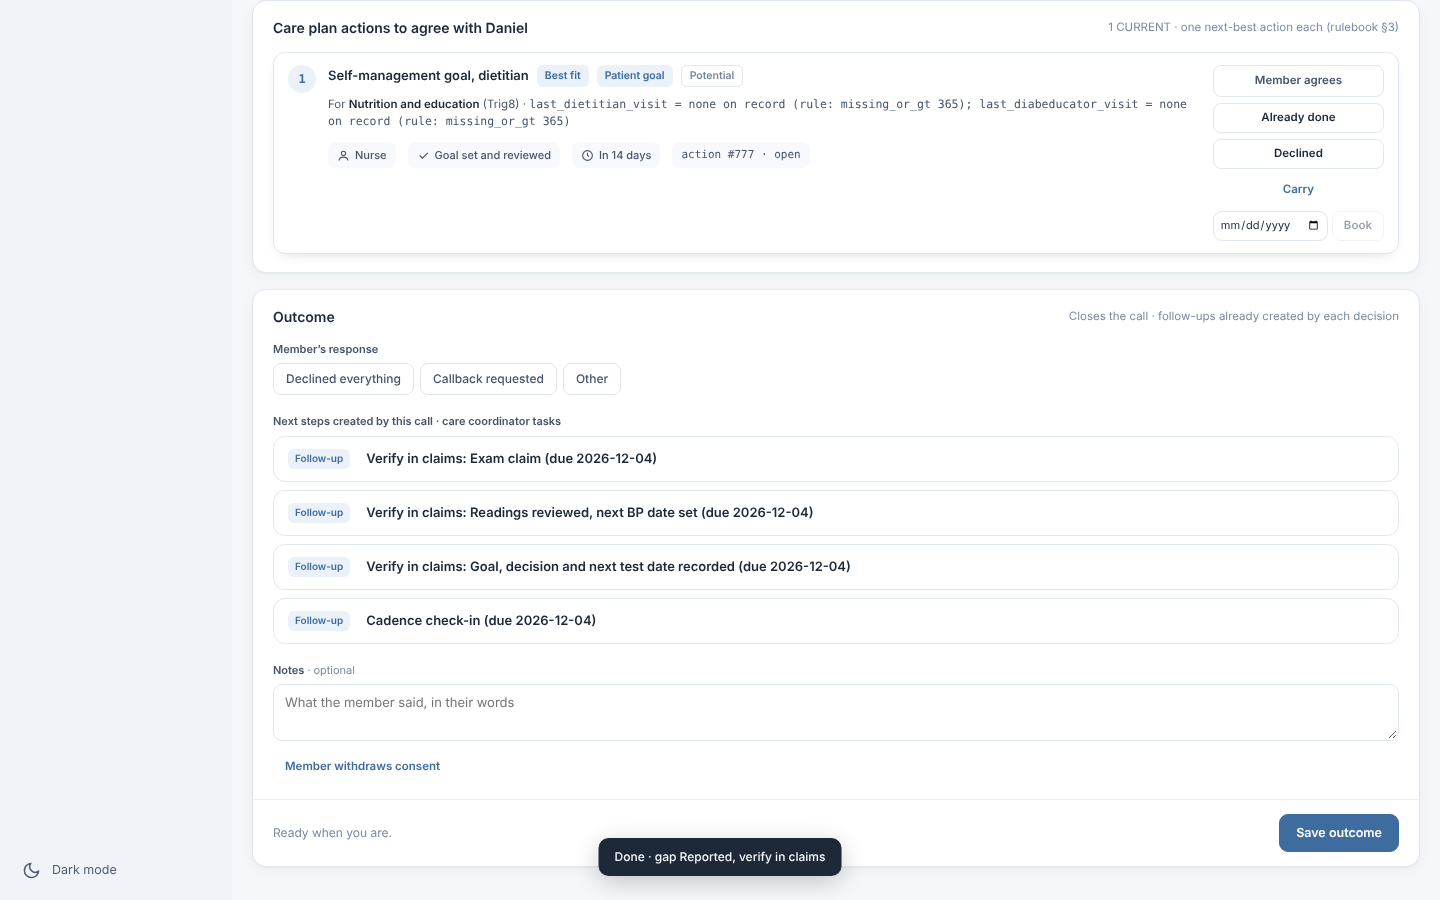 Care plan actions to agree with Daniel
1 CURRENT · one next-best action each (rulebook §3)
1
Self-management goal, dietitian
Best fit
Patient goal
Potential
For Nutrition and education (Trig8) · last_dietitian_visit = none on record (rule: missing_or_gt 365); last_diabeducator_visit = none
on record (rule: missing_or_gt 365)
Nurse
Goal set and reviewed
In 14 days
action #777 · open
Member agrees
Already done
Declined
Carry
mm/dd/yyyy
Book
Outcome
Closes the call · follow-ups already created by each decision
Member’s response
Declined everything
Callback requested
Other
Next steps created by this call · care coordinator tasks
Follow-up
Verify in claims: Exam claim (due 2026-12-04)
Follow-up
Verify in claims: Readings reviewed, next BP date set (due 2026-12-04)
Follow-up
Verify in claims: Goal, decision and next test date recorded (due 2026-12-04)
Follow-up
Cadence check-in (due 2026-12-04)
Notes · optional
What the member said, in their words
Member withdraws consent
Ready when you are.
Save outcome
Done · gap Reported, verify in claims
Dark mode